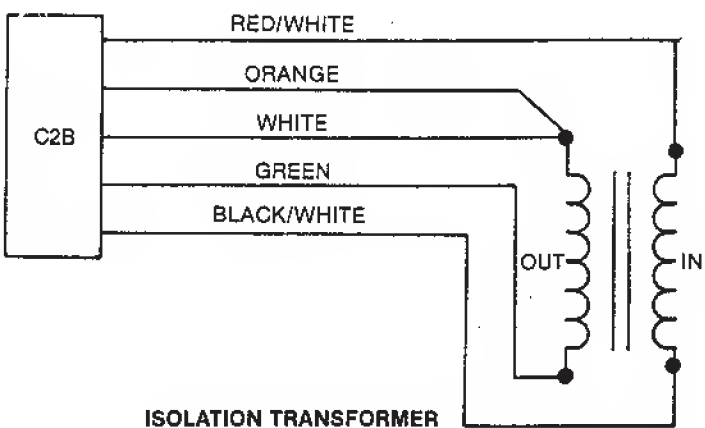 RED/WHITE
ORANGE
C2B
WHITE
GREEN
BLACK/WHITE
OUT
IN
ISOLATION TRANSFORMER